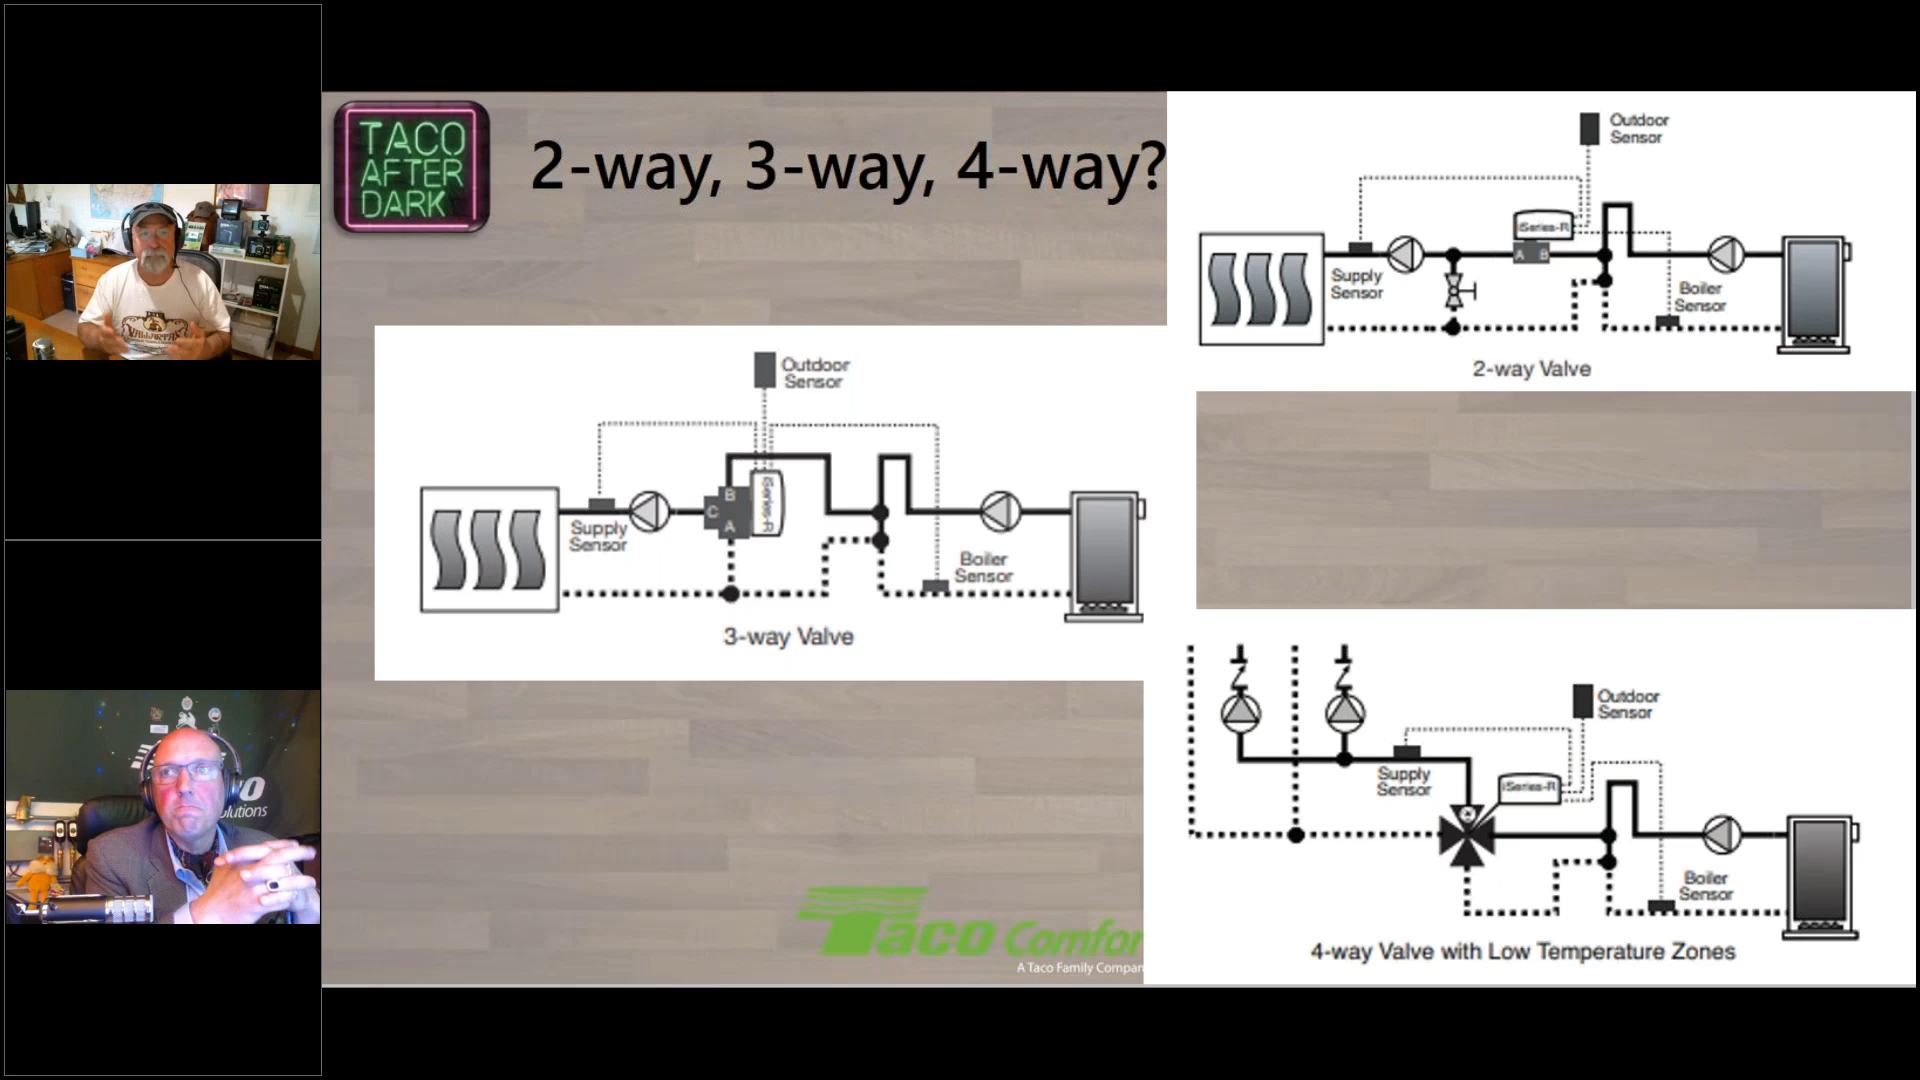 TACO
AFTER
DARK
2-way, 3-way, 4-way?
Outdoor
Sensor
iSeries-R
A B
Supply
Sensor
Boiler
Sensor
2-way Valve
Outdoor
Sensor
B
C
A
iSeries-R
Supply
Sensor
Boiler
Sensor
3-way Valve
Outdoor
Sensor
Supply
Sensor
iSeries-R
Boiler
Sensor
4-way Valve with Low Temperature Zones
Taco Comfor
A Taco Family Compan
olutions